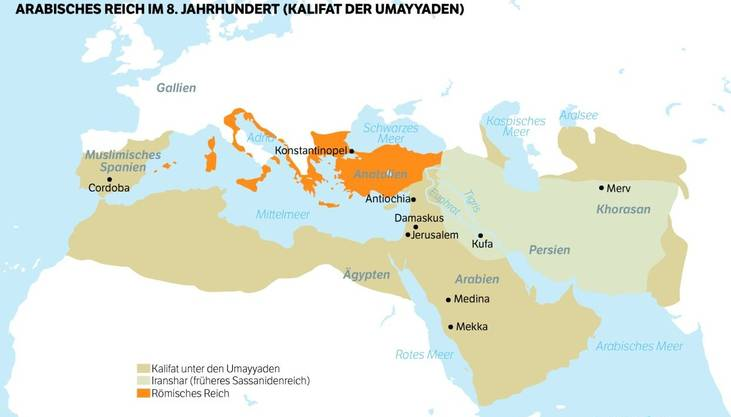 ARABISCHES REICH IM 8. JAHRHUNDERT (KALIFAT DER UMAYYADEN)
Gallien
Kaspisches
Meer
Aralsee
Schwarzes
Meer
Adria
Konstantinopel
Muslimisches
Spanien
Cordoba
Anatolien
Merv
Antiochia
Euphrat
Tigris
Khorasan
Mittelmeer
Damaskus
Jerusalem
Kufa
Persien
Ägypten
Arabien
Medina
Mekka
Rotes Meer
Arabisches Meer
Kalifat unter den Umayyaden
Iranshar (früheres Sassanidenreich)
Römisches Reich